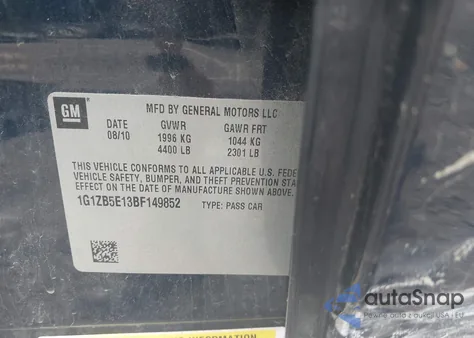 GM
MFD BY GENERAL MOTORS LLC
DATE GVWR GAWR FRT
08/10 1996 KG 1044 KG
4400 LB 2301 LB
THIS VEHICLE CONFORMS TO ALL APPLICABLE U.S. FEDE
VEHICLE SAFETY, BUMPER, AND THEFT PREVENTION STA
EFFECT ON THE DATE OF MANUFACTURE SHOWN ABOVE.
1G1ZB5E13BF149852 TYPE: PASS CAR
autoSnap
INFORMATION